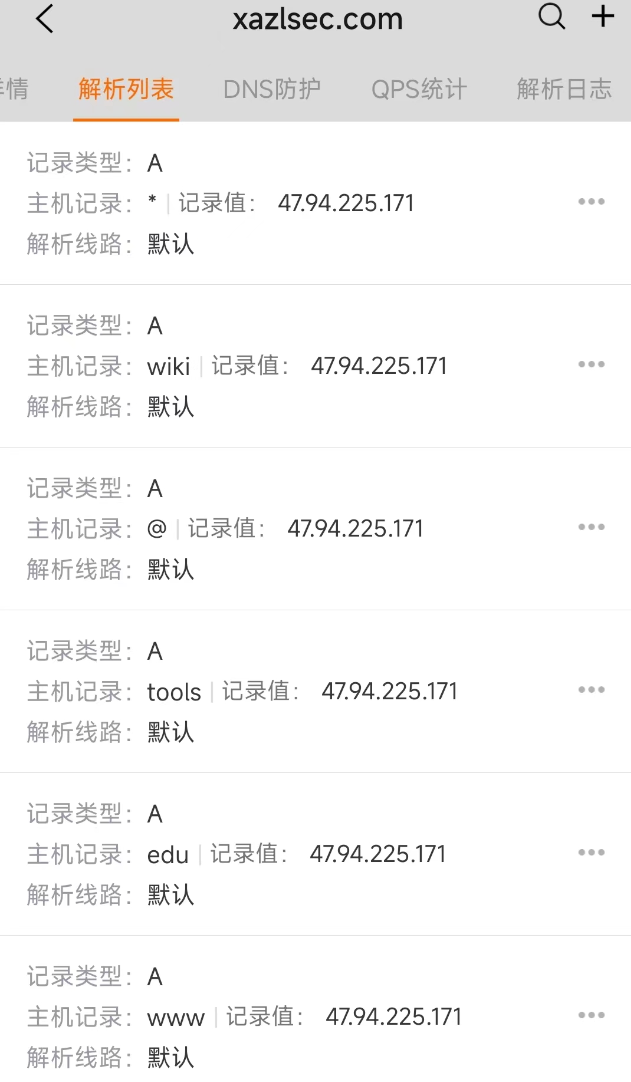 xazlsec.com
详情 解析列表 DNS防护 QPS统计 解析日志
记录类型： A
主机记录： * 记录值： 47.94.225.171
解析线路： 默认
记录类型： A
主机记录： wiki 记录值： 47.94.225.171
解析线路： 默认
记录类型： A
主机记录： @ 记录值： 47.94.225.171
解析线路： 默认
记录类型： A
主机记录： tools 记录值： 47.94.225.171
解析线路： 默认
记录类型： A
主机记录： edu 记录值： 47.94.225.171
解析线路： 默认
记录类型： A
主机记录： www 记录值： 47.94.225.171
解析线路： 默认